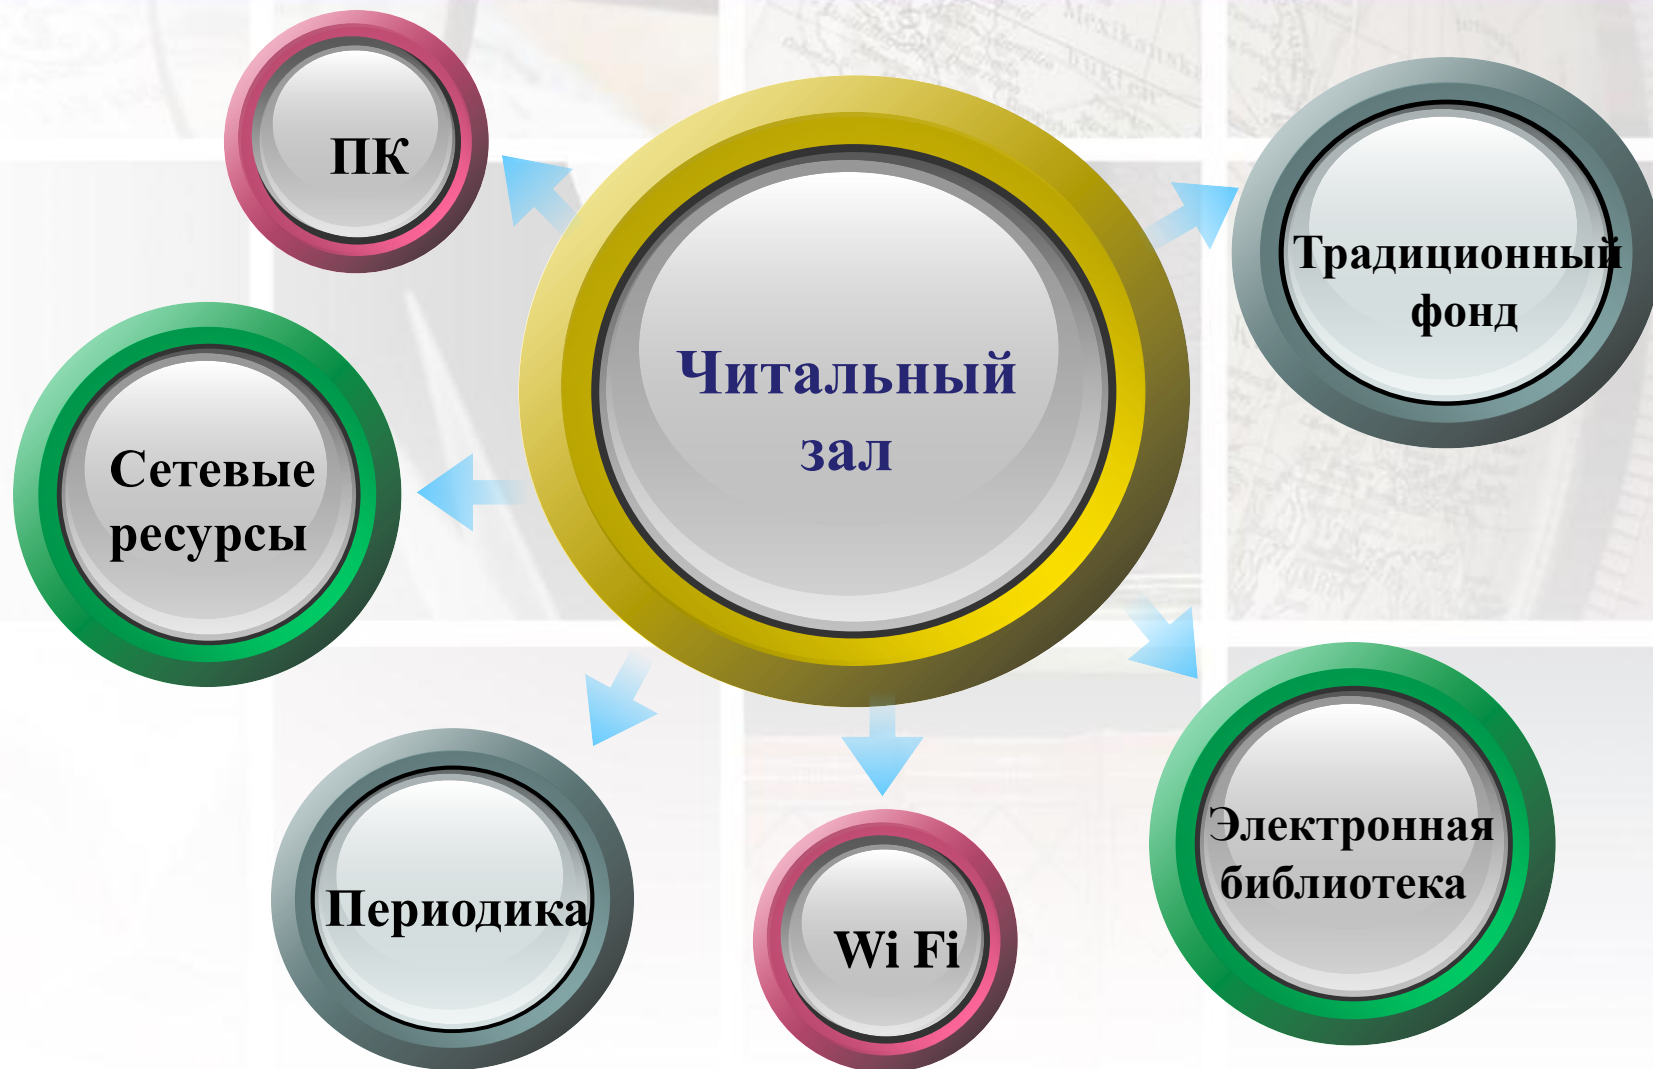 ПК
Традиционный
фонд
Читальный
зал
Сетевые
ресурсы
Электронная
библиотека
Периодика
Wi Fi